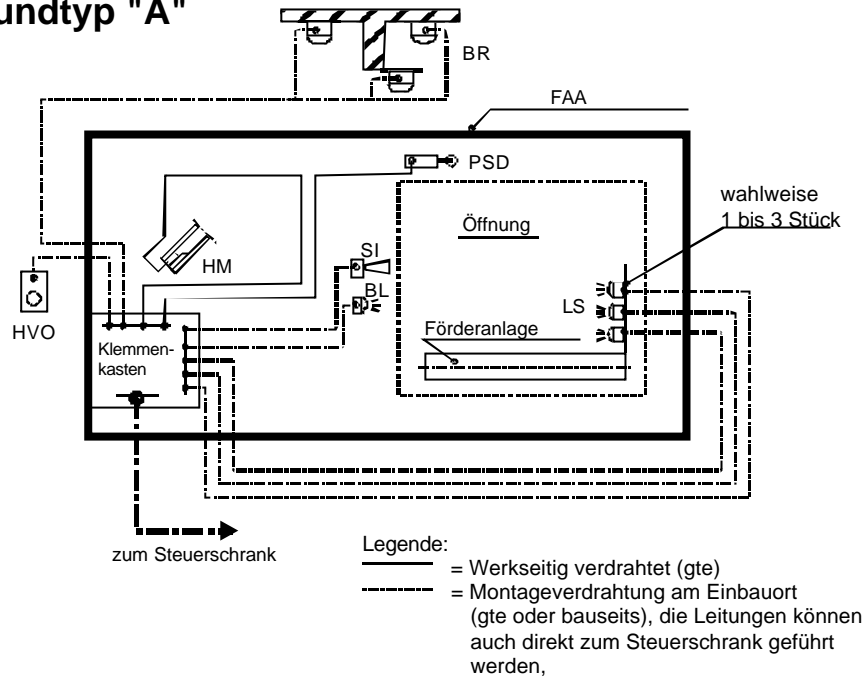 undtyp "A"
BR
FAA
PSD
wahlweise
1 bis 3 Stück
Öffnung
SI
HM
BL
LS
HVO
Klemmen-
kasten
Förderanlage
zum Steuerschrank
Legende:
= Werkseitig verdrahtet (gte)
= Montageverdrahtung am Einbauort
(gte oder bauseits), die Leitungen können
auch direkt zum Steuerschrank geführt
werden,